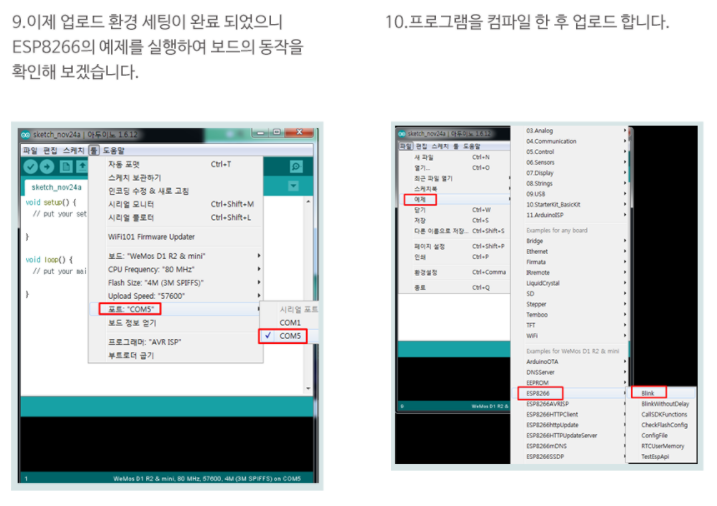 9.이제 업로드 환경 세팅이 완료 되었으니
ESP8266의 예제를 실행하여 보드의 동작을
확인해 보겠습니다.
sketch_nov24a | 아두이노 1.6.12
파일 편집 스케치 툴 도움말
자동 포맷 Ctrl+T
스케치 보관하기
인코딩 수정 & 새로 고침
시리얼 모니터 Ctrl+Shift+M
시리얼 플로터 Ctrl+Shift+L
WiFi101 Firmware Updater
보드: "WeMos D1 R2 & mini"
CPU Frequency: "80 MHz"
Flash Size: "4M (3M SPIFFS)"
Upload Speed: "57600"
포트: "COM5"
보드 정보 얻기
프로그래머: "AVR ISP"
부트로더 굽기
시리얼 포트
COM1
✓ COM5
sketch_nov24a
void setup() {
// put your set
}
void loop() {
// put your mai
}
1 WeMos D1 R2 & mini, 80 MHz, 57600, 4M (3M SPIFFS) on COM5
10.프로그램을 컴파일 한 후 업로드 합니다.
sketch_nov24a | 아두이노 1.6.12
파일 편집 스케치 툴 도움말
새 파일 Ctrl+N
열기... Ctrl+O
최근 파일 열기
스케치북
예제
닫기 Ctrl+W
저장 Ctrl+S
다른 이름으로 저장... Ctrl+Shift+S
페이지 설정 Ctrl+Shift+P
인쇄 Ctrl+P
환경설정 Ctrl+Comma
종료 Ctrl+Q
03.Analog
04.Communication
05.Control
06.Sensors
07.Display
08.Strings
09.USB
10.StarterKit_BasicKit
11.ArduinoISP
Examples for any board
Bridge
Ethernet
Firmata
IRremote
LiquidCrystal
SD
Stepper
Temboo
TFT
WiFi
Examples for WeMos D1 R2 & mini
ArduinoOTA
DNSServer
EEPROM
ESP8266
ESP8266AVRISP
ESP8266HTTPClient
ESP8266httpUpdate
ESP8266HTTPUpdateServer
ESP8266mDNS
ESP8266SSDP
Blink
BlinkWithoutDelay
CallSDKFunctions
CheckFlashConfig
ConfigFile
RTCUserMemory
TestEspApi
WeMos D1 R2 &